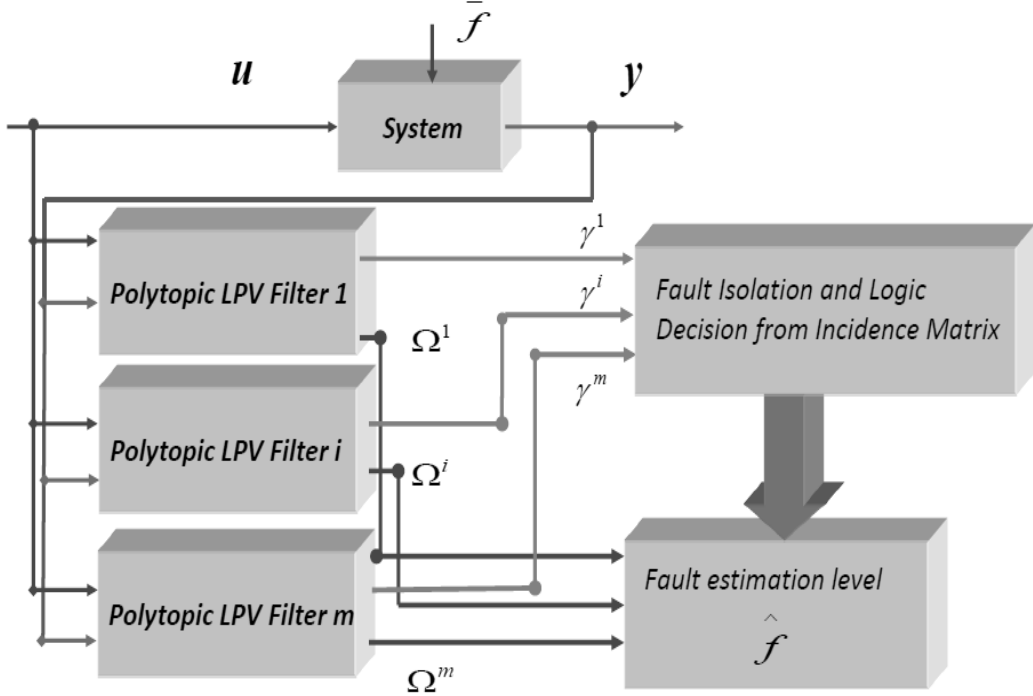 f̄
u
y
System
Polytopic LPV Filter 1
γ¹
Fault Isolation and Logic
Decision from Incidence Matrix
γⁱ
Ω¹
γᵐ
Polytopic LPV Filter i
Ωⁱ
Polytopic LPV Filter m
Fault estimation level
f̂
Ωᵐ